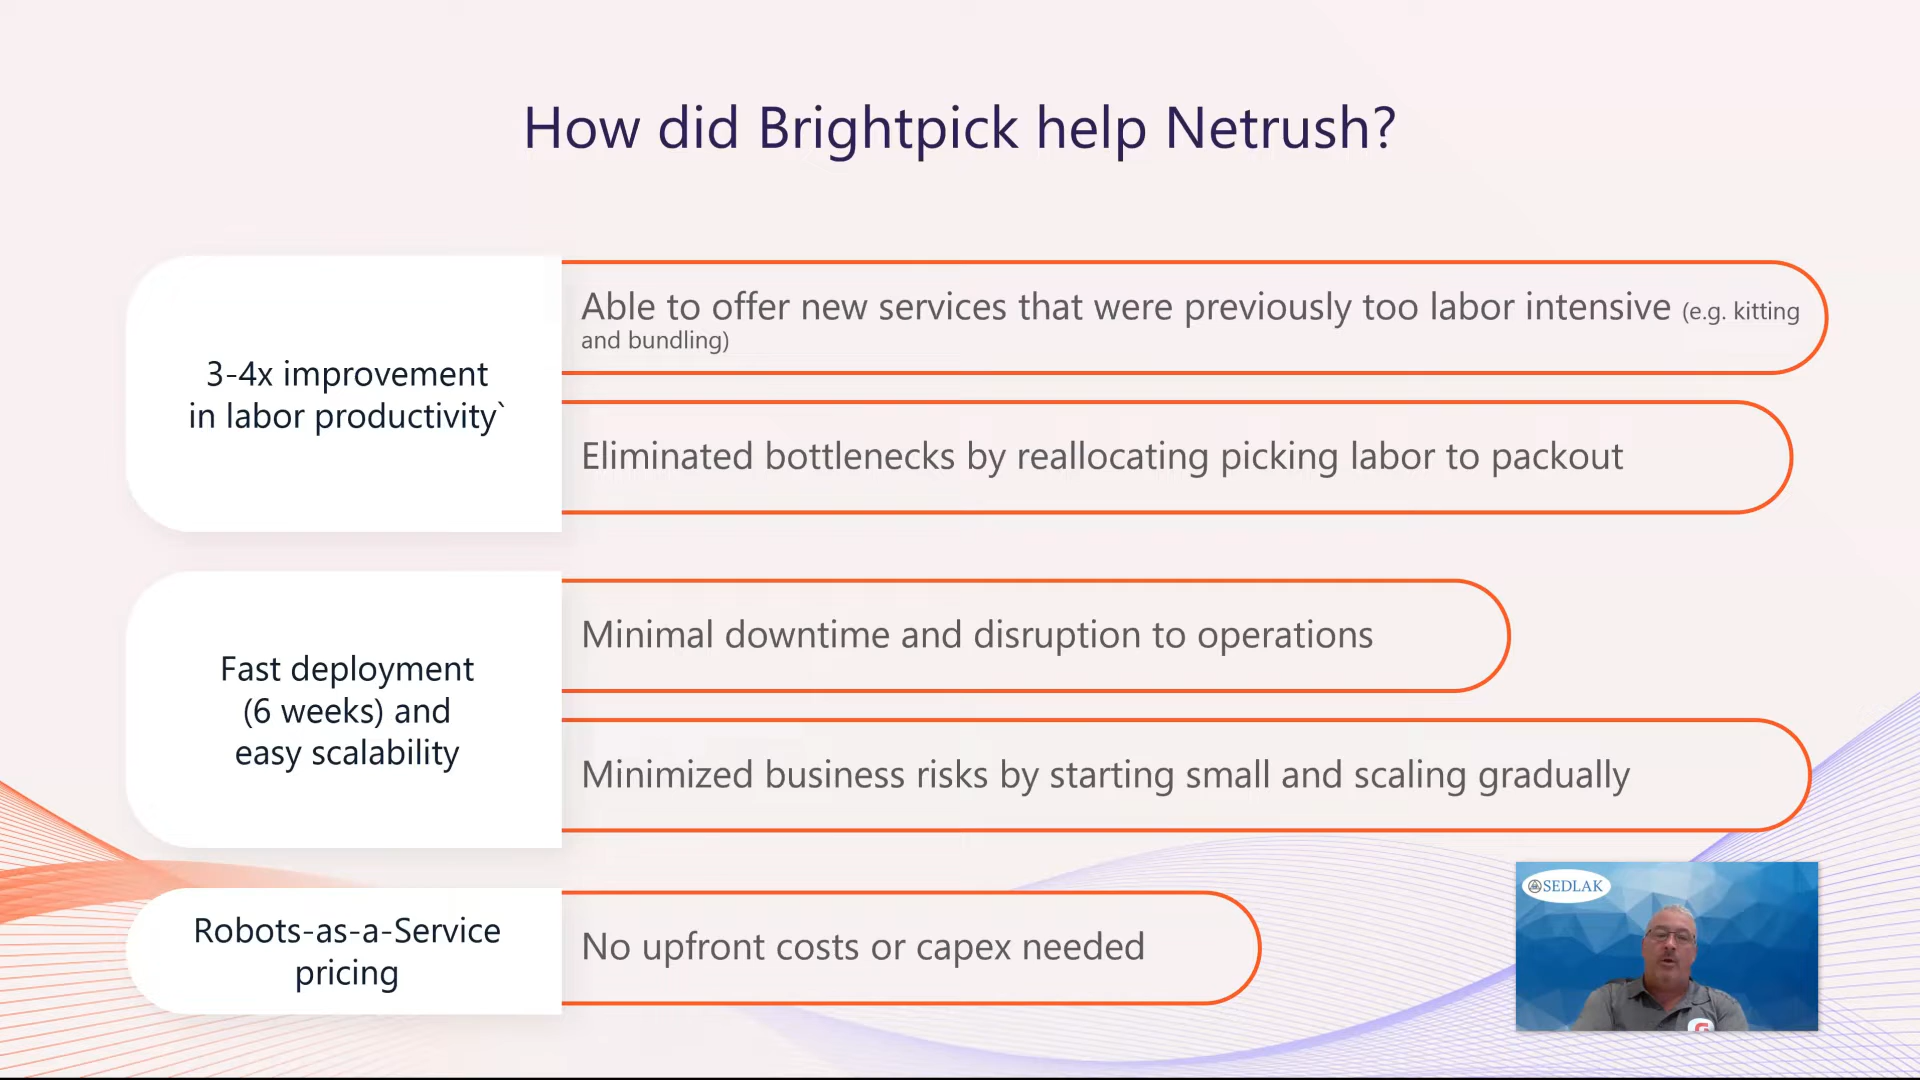 How did Brightpick help Netrush?
3-4x improvement
in labor productivity`
Able to offer new services that were previously too labor intensive (e.g. kitting
and bundling)
Eliminated bottlenecks by reallocating picking labor to packout
Fast deployment
(6 weeks) and
easy scalability
Minimal downtime and disruption to operations
Minimized business risks by starting small and scaling gradually
Robots-as-a-Service
pricing
No upfront costs or capex needed
SEDLAK